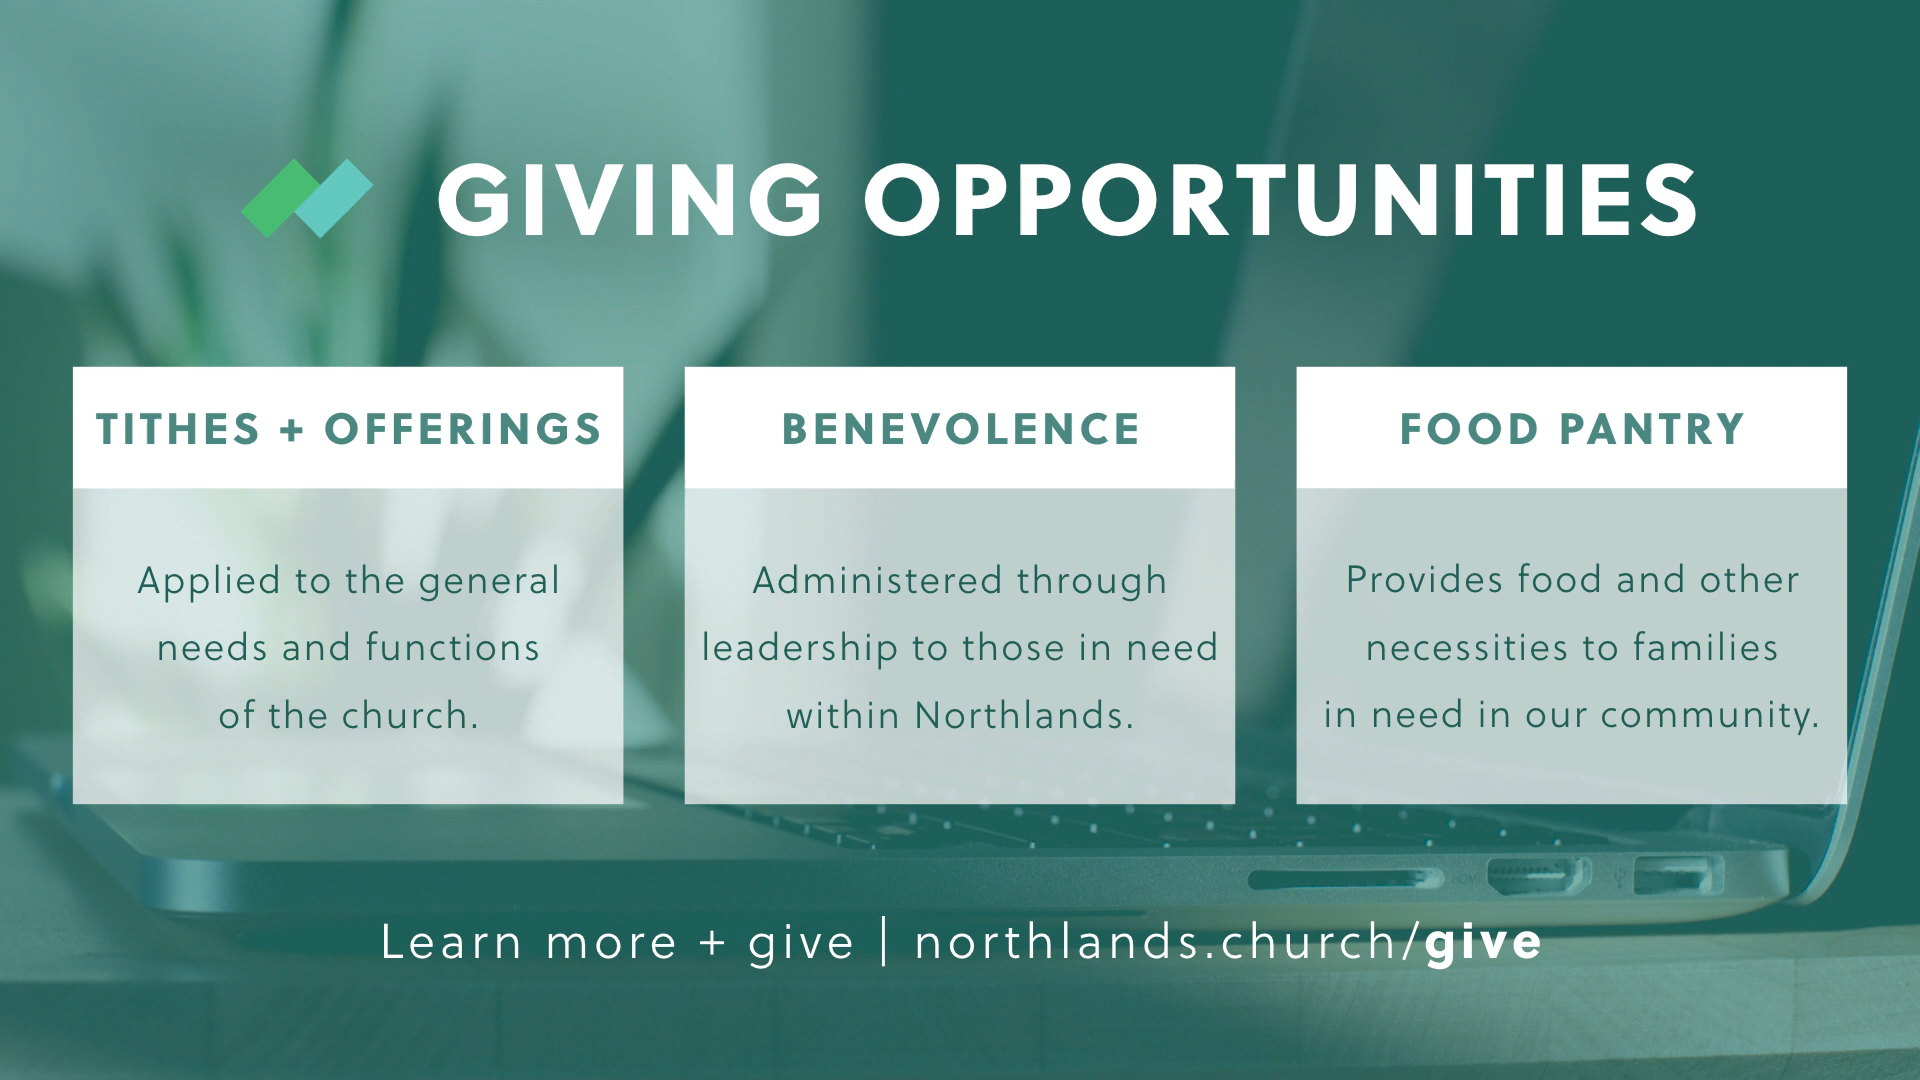 GIVING OPPORTUNITIES
TITHES + OFFERINGS
Applied to the general
needs and functions
of the church.
BENEVOLENCE
Administered through
leadership to those in need
within Northlands.
FOOD PANTRY
Provides food and other
necessities to families
in need in our community.
Learn more + give | northlands.church/give